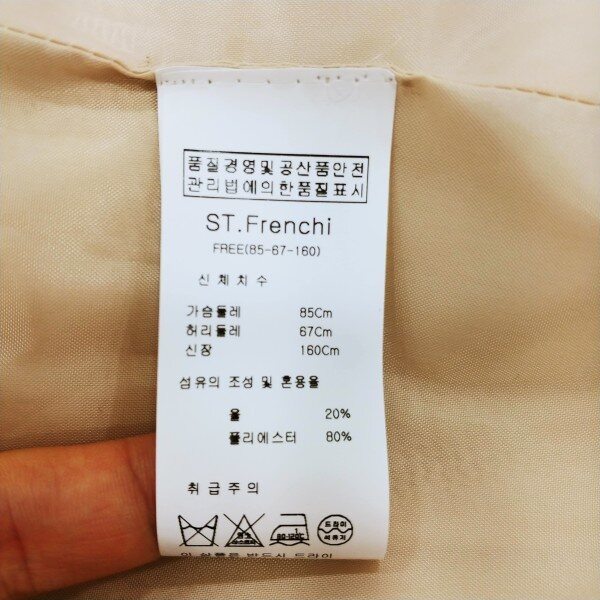 품질경영및공산품안전
관리법에의한품질표시
ST.Frenchi
FREE(85-67-160)
신체치수
가슴둘레 85Cm
허리둘레 67Cm
신장 160Cm
섬유의 조성 및 혼용율
울 20%
폴리에스터 80%
취급주의
드라이